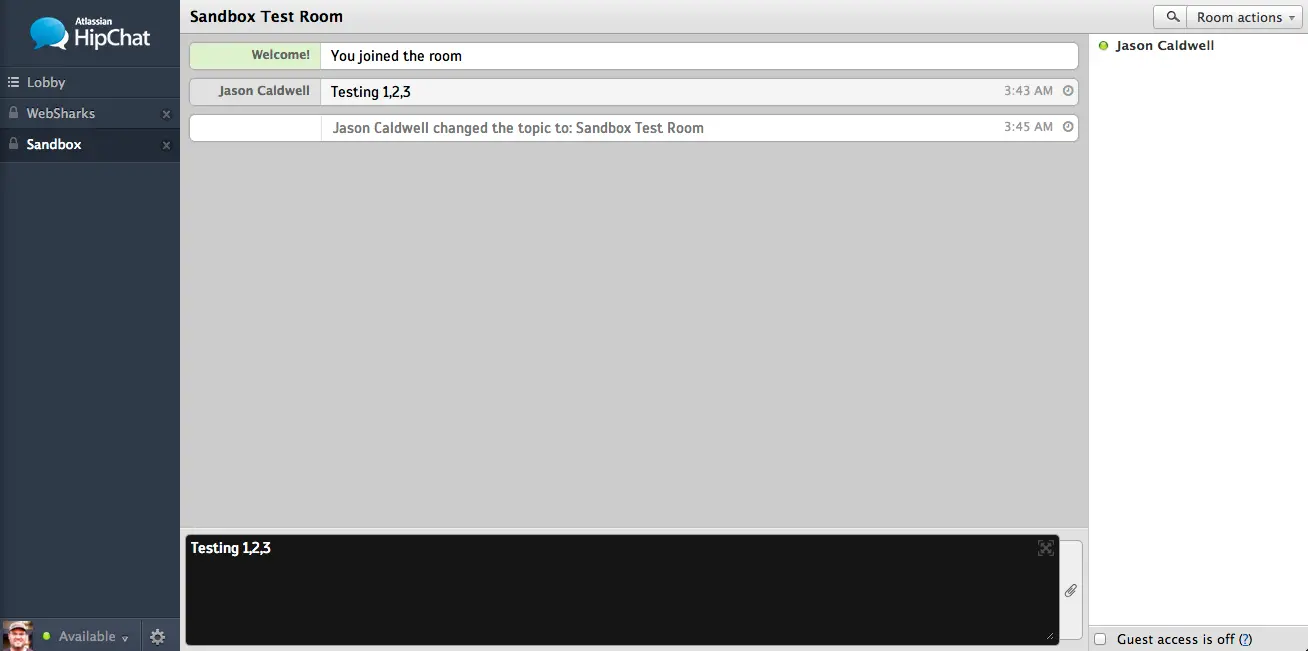 Atlassian
HipChat
Lobby
WebSharks x
Sandbox x
Available
Sandbox Test Room
Room actions
Welcome! You joined the room
Jason Caldwell Testing 1,2,3 3:43 AM
Jason Caldwell changed the topic to: Sandbox Test Room 3:45 AM
Testing 1,2,3
Jason Caldwell
Guest access is off (?)